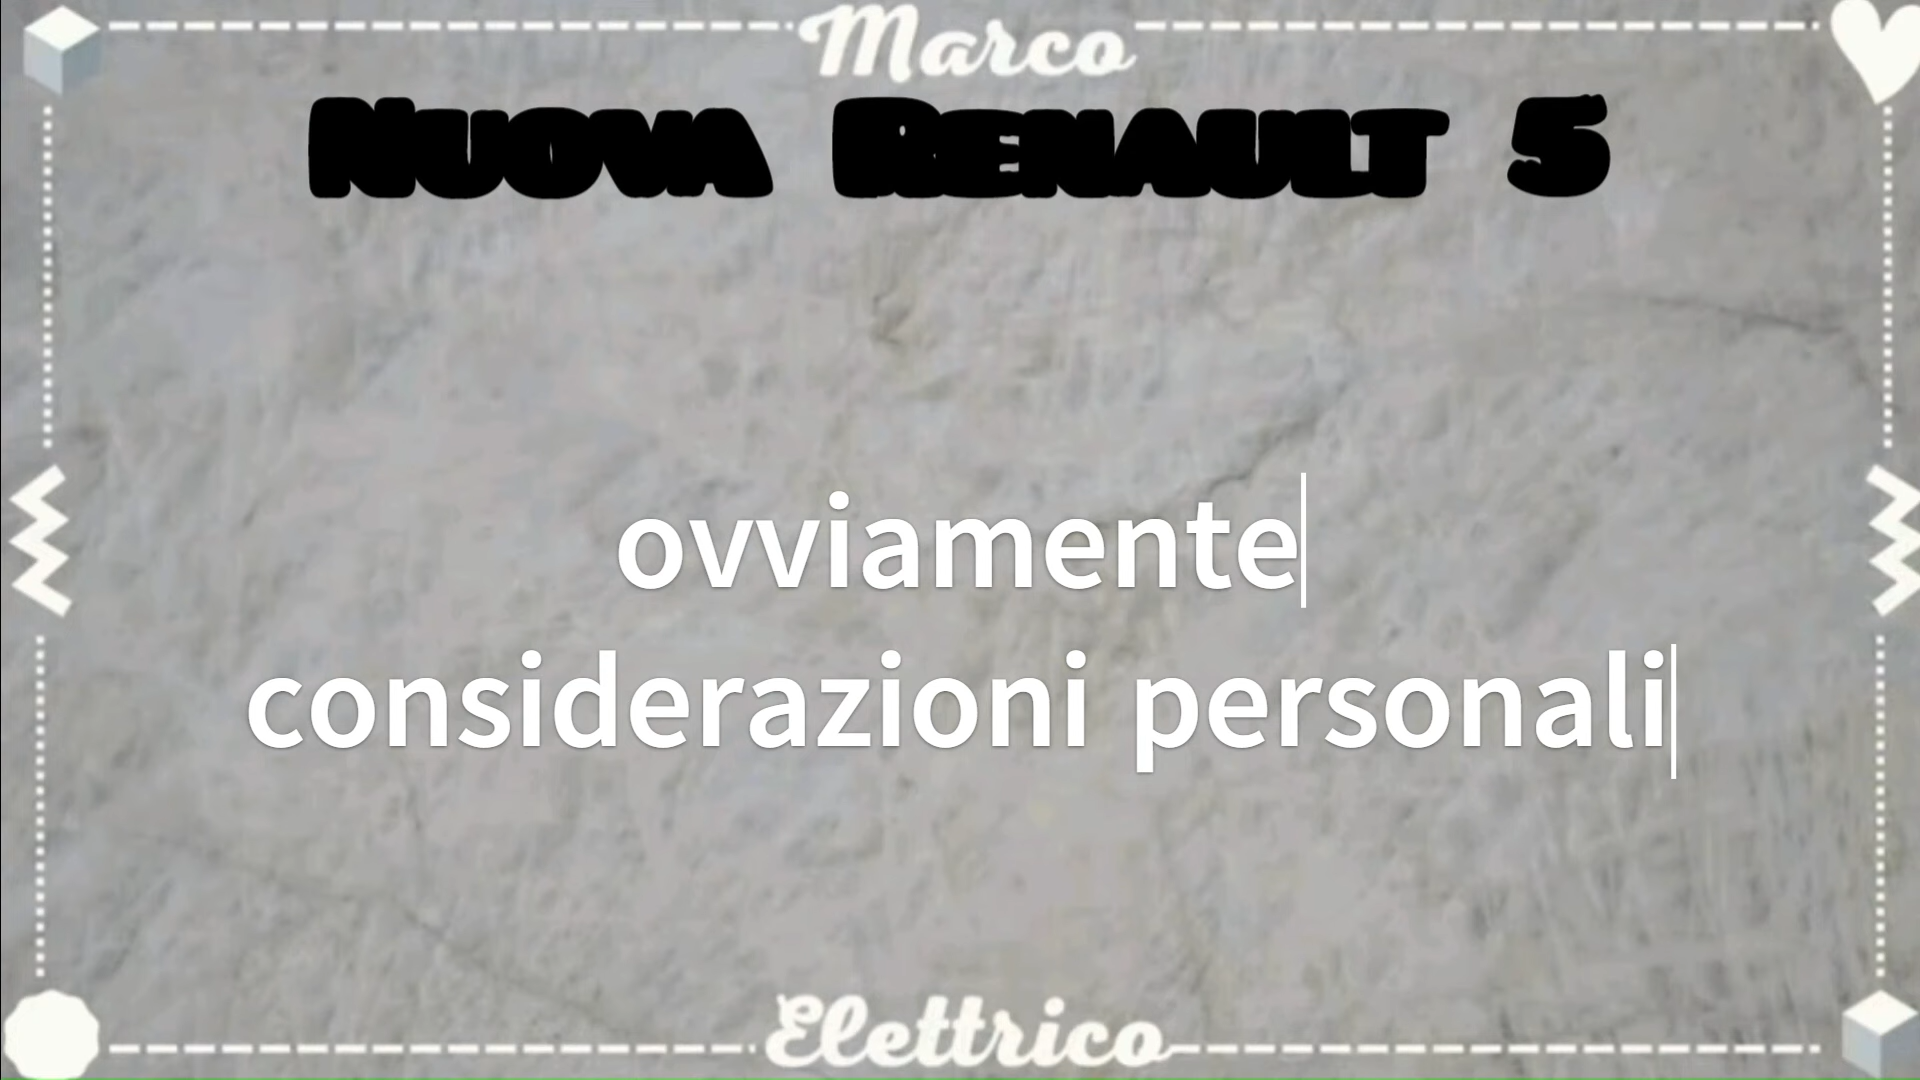 Marco
Nuova Renault 5
ovviamente
considerazioni personali
Elettrico